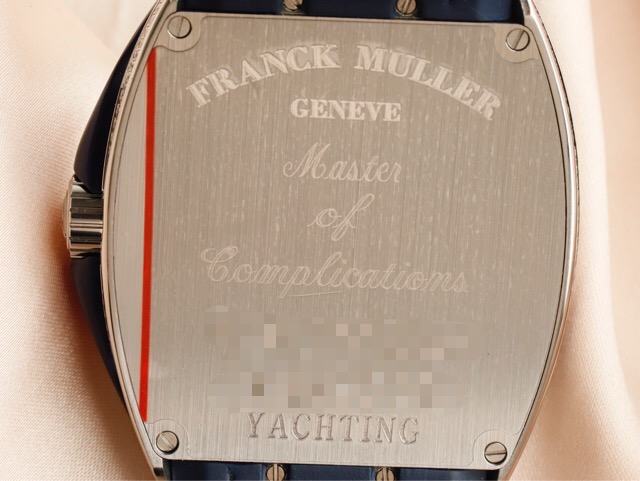 FRANCK MULLER
GENEVE
Master
of
Complications
YACHTING